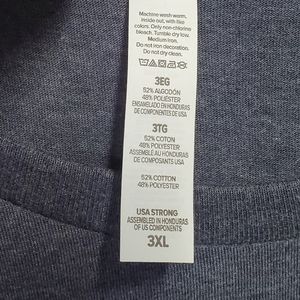 Machine wash warm,
inside out, with like
colors. Only non-chlorine
bleach. Tumble dry low.
Medium iron.
Do not iron decoration.
Do not dry clean.
3EG
52% ALGODÓN
48% POLIÉSTER
ENSAMELADO EN HONDURAS
DE COMPONENTES DE USA
3TG
52% COTON
48% POLYESTER
ASSEMBLÉ AU HONDURAS
DE COMPOSANTS USA
52% COTTON
48% POLYESTER
USA STRONG
ASSEMBLED IN HONDURAS
OF US COMPONENTS
3XL